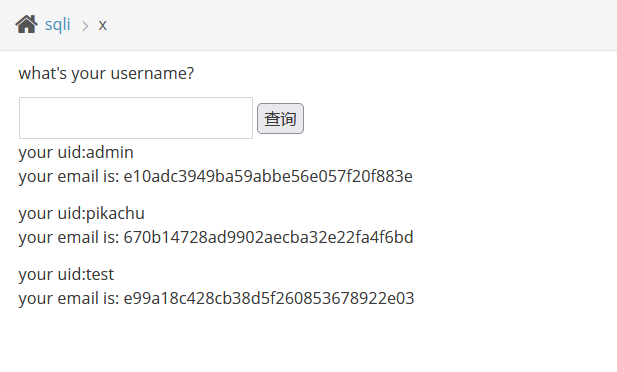 sqli > x
what's your username?
查询
your uid:admin
your email is: e10adc3949ba59abbe56e057f20f883e
your uid:pikachu
your email is: 670b14728ad9902aecba32e22fa4f6bd
your uid:test
your email is: e99a18c428cb38d5f260853678922e03